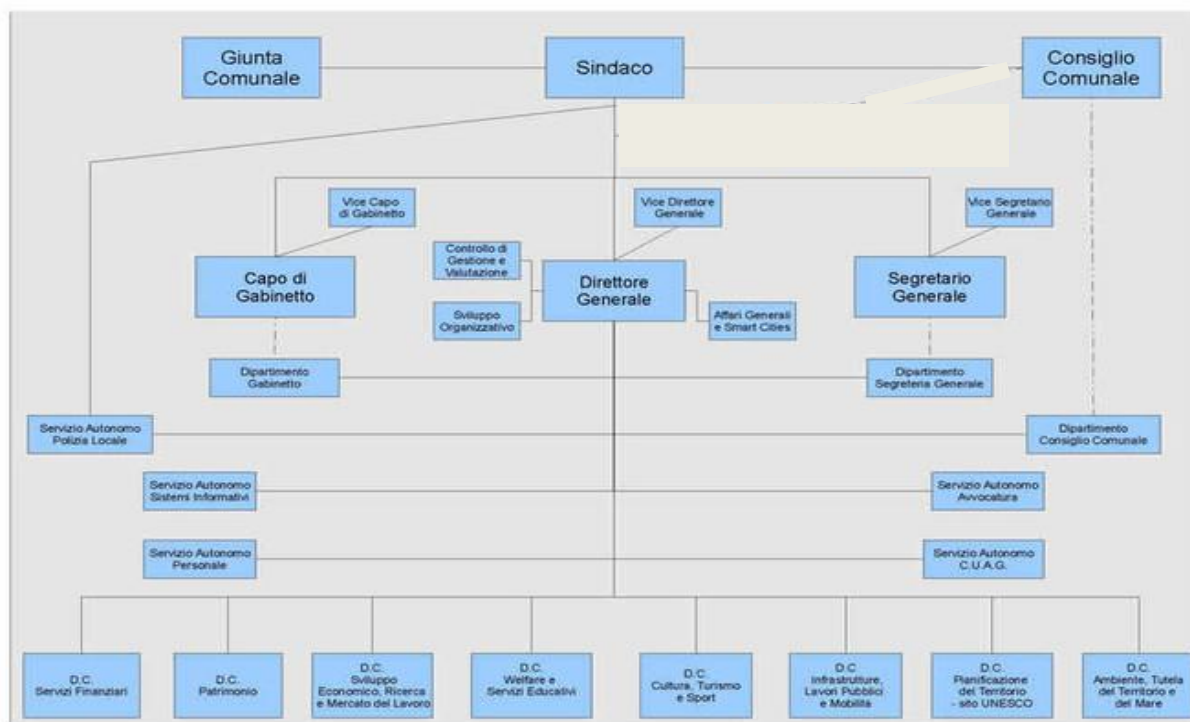 Giunta
Comunale
Sindaco
Consiglio
Comunale
Vice Capo
di Gabinetto
Vice Direttore
Generale
Vice Segretario
Generale
Controllo di
Gestione e
Valutazione
Capo di
Gabinetto
Direttore
Generale
Segretario
Generale
Sviluppo
Organizzativo
Affari Generali
e Smart Cities
Dipartimento
Gabinetto
Dipartimento
Segreteria Generale
Servizio Autonomo
Polizia Locale
Dipartimento
Consiglio Comunale
Servizio Autonomo
Sistemi Informativi
Servizio Autonomo
Avvocatura
Servizio Autonomo
Personale
Servizio Autonomo
C.U.A.G.
D.C.
Servizi Finanziari
D.C.
Patrimonio
D.C.
Sviluppo
Economico, Ricerca
e Mercato del Lavoro
D.C.
Welfare e
Servizi Educativi
D.C.
Cultura, Turismo
e Sport
D.C
Infrastrutture,
Lavori Pubblici
e Mobilità
D.C.
Pianificazione
del Territorio
- sito UNESCO
D.C.
Ambiente, Tutela
del Territorio e
del Mare